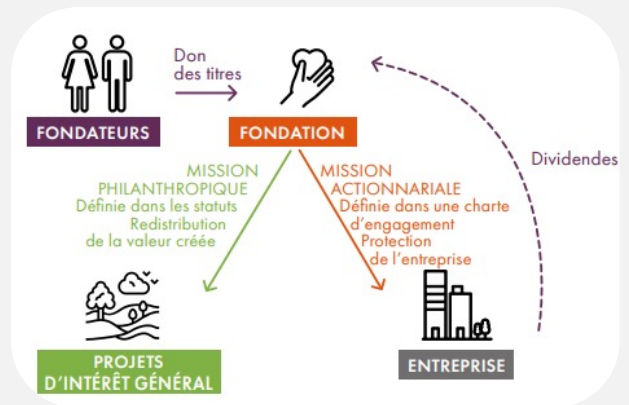 Don
des titres
FONDATEURS
FONDATION
Dividendes
MISSION
PHILANTHROPIQUE
Définie dans les statuts
Redistribution
de la valeur créée
MISSION
ACTIONNARIALE
Définie dans une charte
d'engagement
Protection
de l'entreprise
PROJETS
D'INTÉRÊT GÉNÉRAL
ENTREPRISE